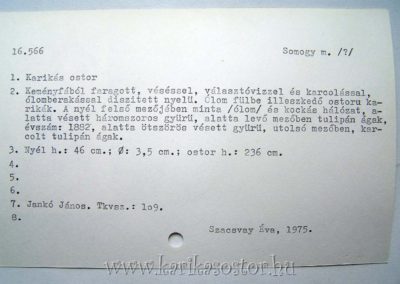 16.566 Somogy m. /?/
1. Karikás ostor
2. Keményfából faragott, véséssel, választóvizzel és karcolással,
ólomberakással díszített nyelű. Ólom fülbe illeszkedő ostoru ka-
rikák. A nyél felső mezőjében minta /ólom/ és kockás hálózat, a-
latta vésett háromszoros gyürü, alatta levő mezőben tulipán ágak,
évszám: 1882, alatta ötszörös vésett gyürü, utolsó mezőben, kar-
colt tulipán ágak.
3. Nyél h.: 46 cm.; Ø: 3,5 cm.; ostor h.: 236 cm.
4.
5.
6.
7. Jankó János. Tkvsz.: 1o9.
8.
Szacsvay Éva, 1975.
www.karikasostor.hu